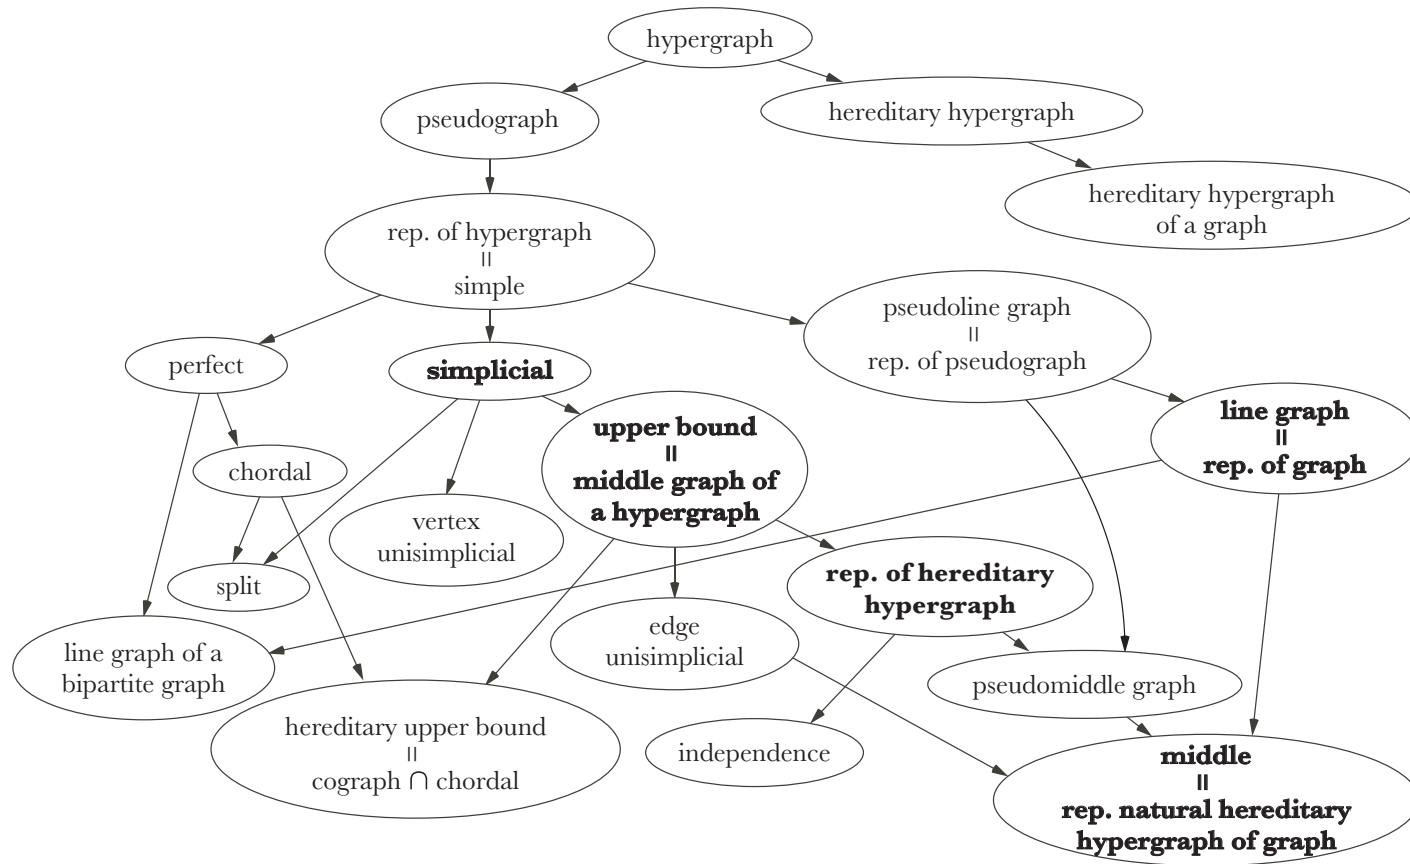 hypergraph
pseudograph
hereditary hypergraph
hereditary hypergraph
of a graph
rep. of hypergraph
=
simple
pseudoline graph
=
rep. of pseudograph
perfect
simplicial
line graph
=
rep. of graph
upper bound
=
middle graph of
a hypergraph
chordal
vertex
unisimplicial
split
rep. of hereditary
hypergraph
line graph of a
bipartite graph
edge
unisimplicial
pseudomiddle graph
hereditary upper bound
=
cograph ∩ chordal
independence
middle
=
rep. natural hereditary
hypergraph of graph